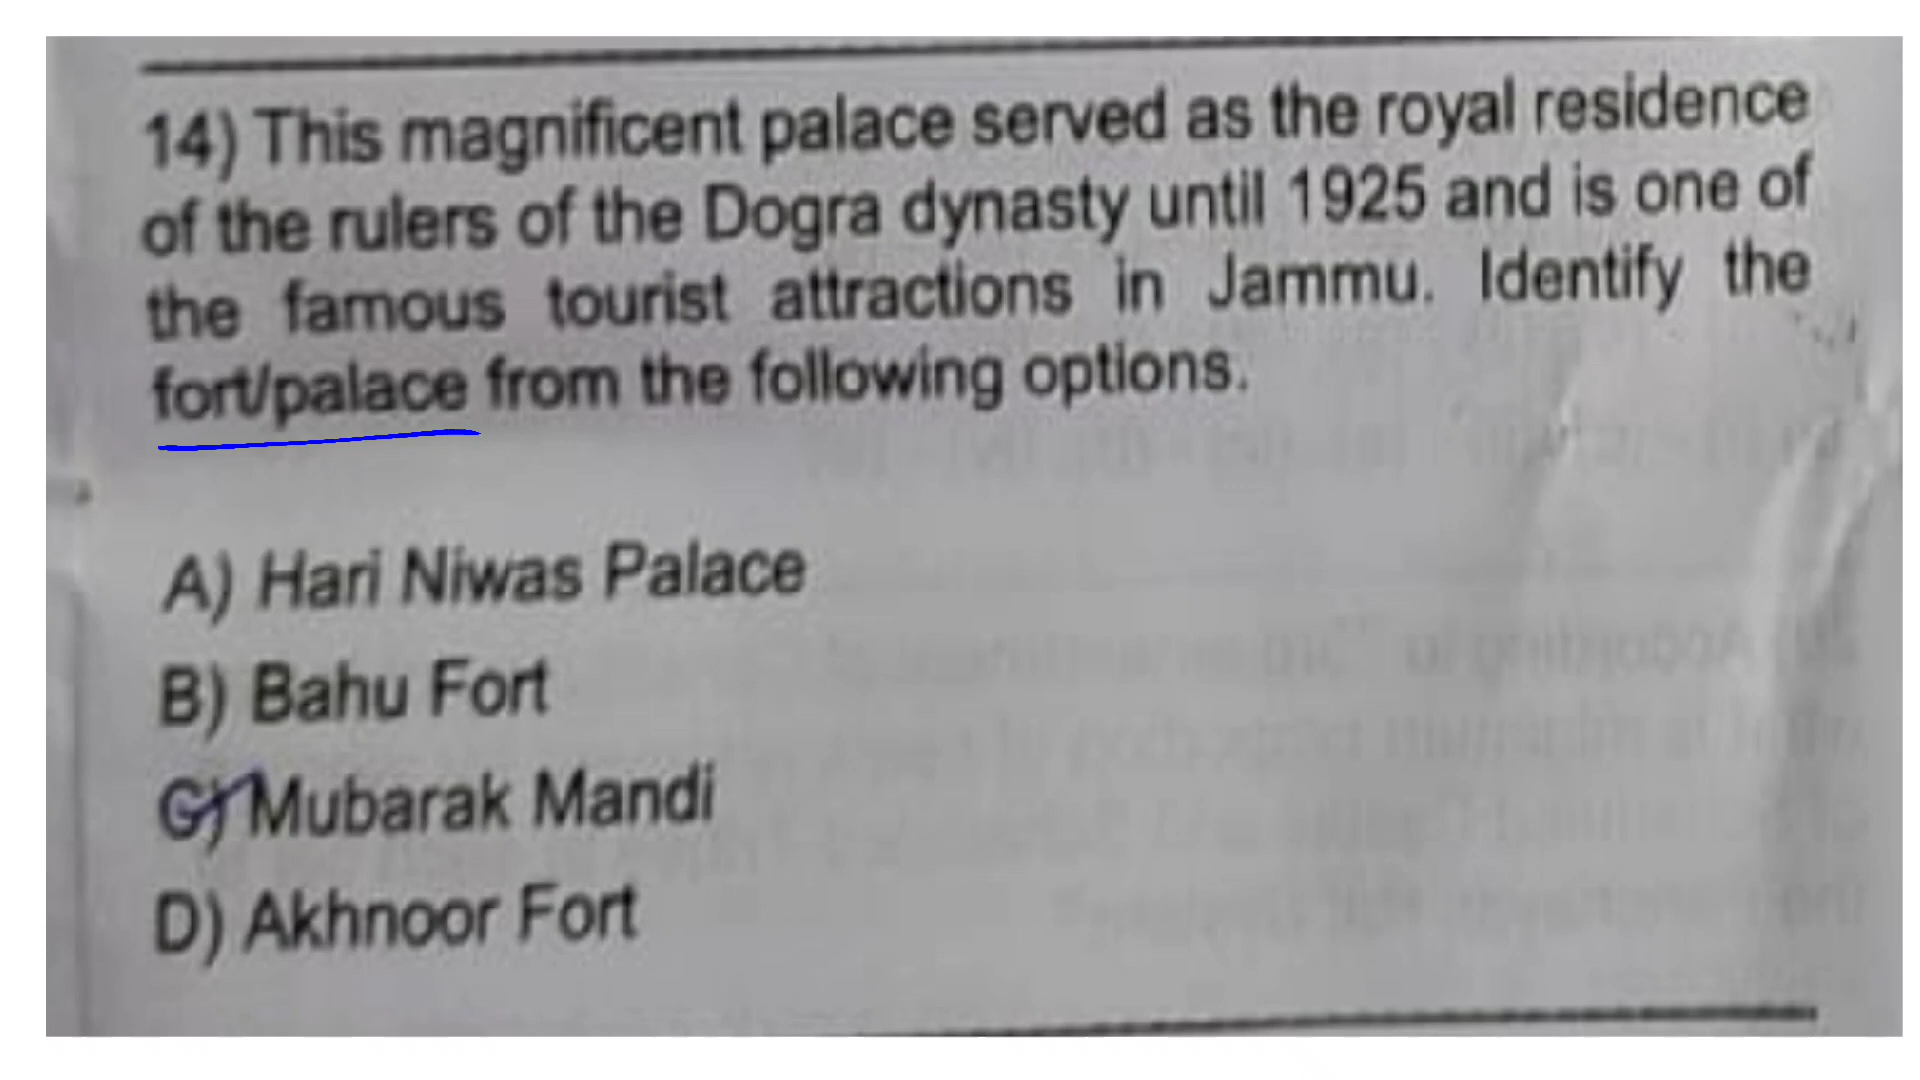 14) This magnificent palace served as the royal residence
of the rulers of the Dogra dynasty until 1925 and is one of
the famous tourist attractions in Jammu. Identify the
fort/palace from the following options.
A) Hari Niwas Palace
B) Bahu Fort
C) Mubarak Mandi
D) Akhnoor Fort